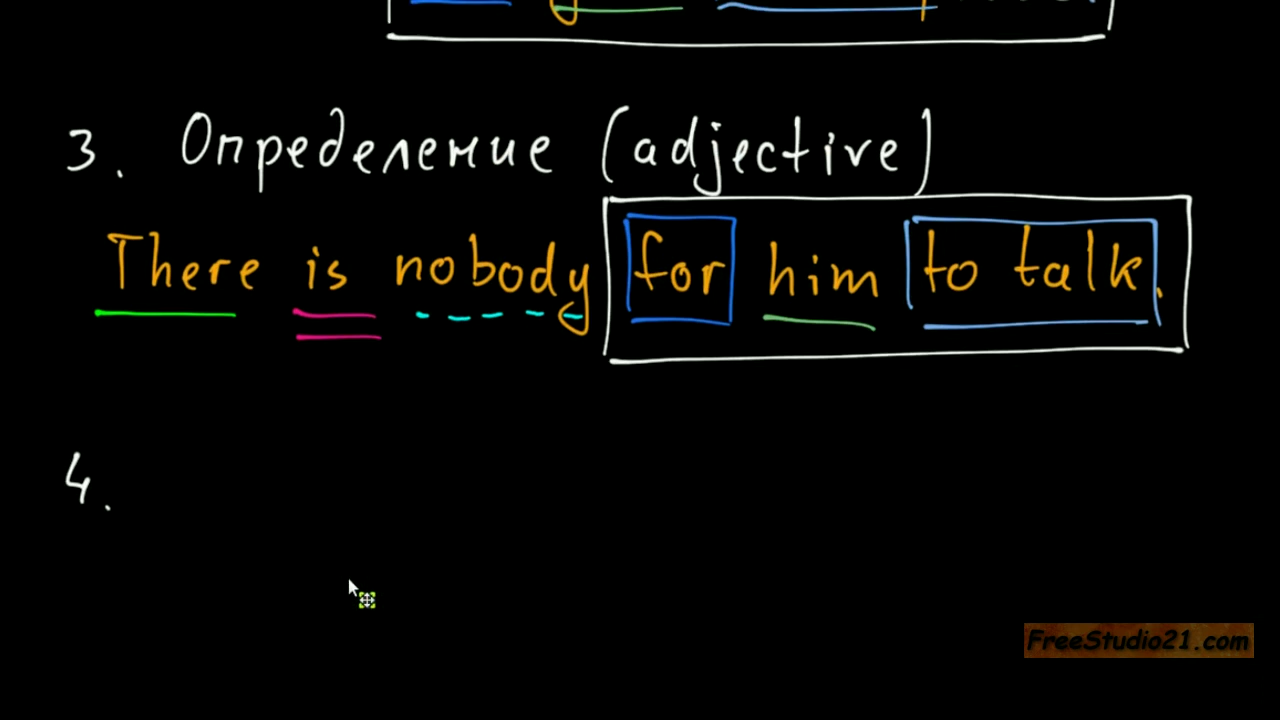 3. Определение (adjective)
There is nobody for him to talk.
4.
FreeStudio21.com